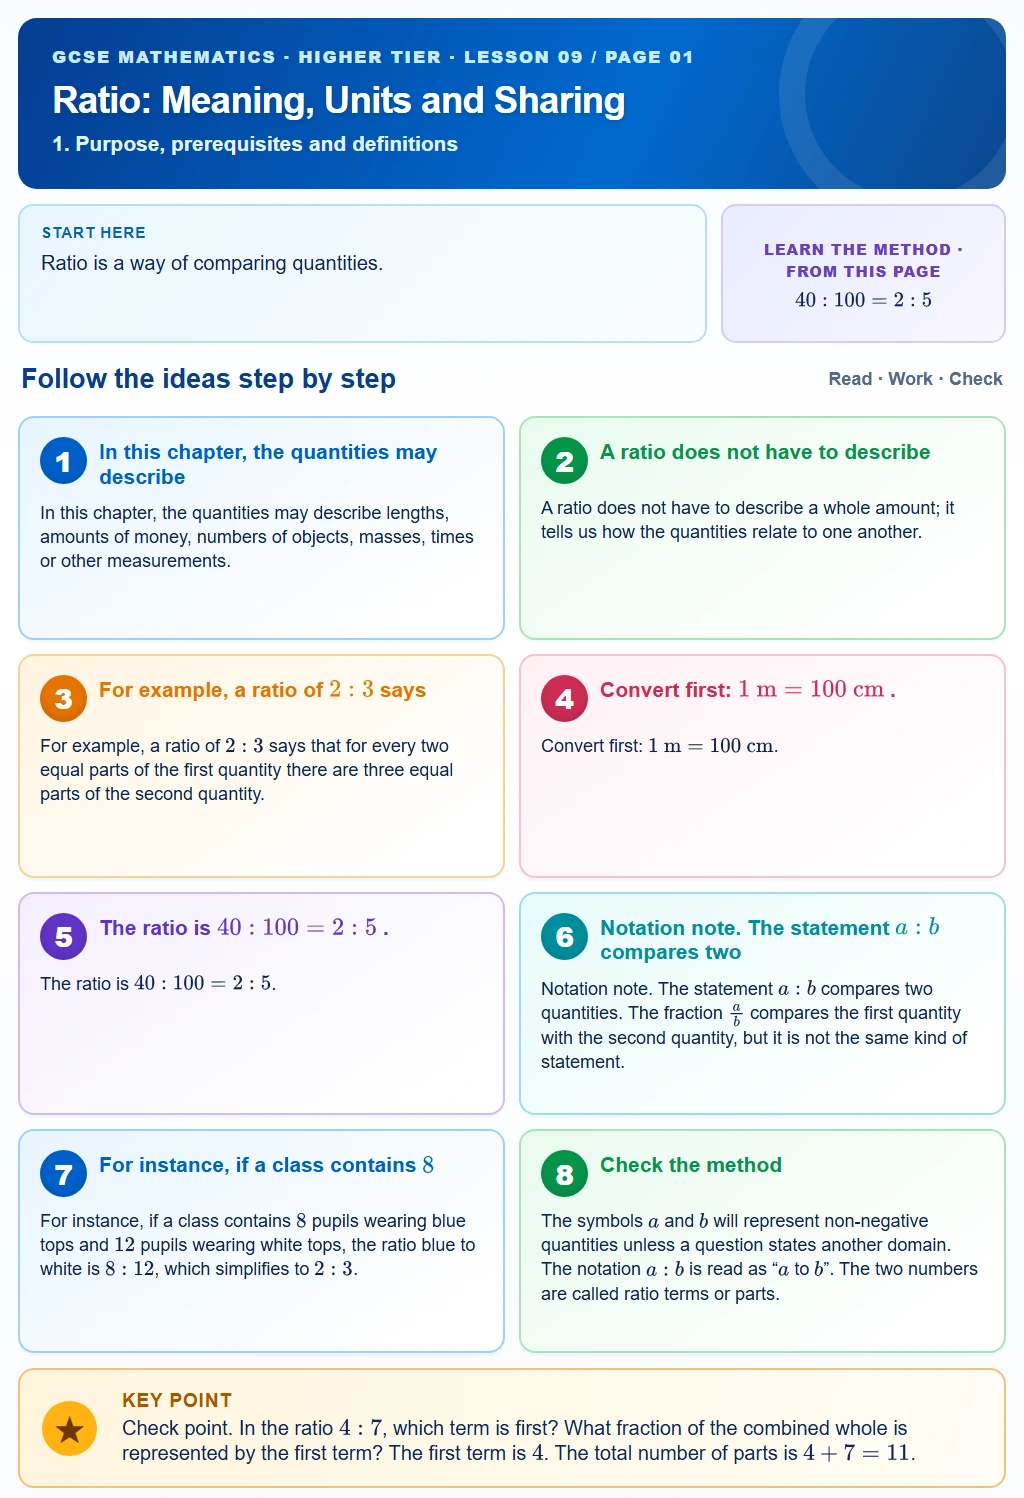 GCSE MATHEMATICS · HIGHER TIER · LESSON 09 / PAGE 01
Ratio: Meaning, Units and Sharing
1. Purpose, prerequisites and definitions
START HERE
Ratio is a way of comparing quantities.
LEARN THE METHOD ·
FROM THIS PAGE
40 : 100 = 2 : 5
Follow the ideas step by step
Read · Work · Check
1
In this chapter, the quantities may
describe
In this chapter, the quantities may describe lengths,
amounts of money, numbers of objects, masses, times
or other measurements.
2
A ratio does not have to describe
A ratio does not have to describe a whole amount; it
tells us how the quantities relate to one another.
3
For example, a ratio of 2 : 3 says
For example, a ratio of 2 : 3 says that for every two
equal parts of the first quantity there are three equal
parts of the second quantity.
4
Convert first: 1 m = 100 cm .
Convert first: 1 m = 100 cm.
5
The ratio is 40 : 100 = 2 : 5 .
The ratio is 40 : 100 = 2 : 5.
6
Notation note. The statement a : b
compares two
Notation note. The statement a : b compares two
quantities. The fraction a/b compares the first quantity
with the second quantity, but it is not the same kind of
statement.
7
For instance, if a class contains 8
For instance, if a class contains 8 pupils wearing blue
tops and 12 pupils wearing white tops, the ratio blue to
white is 8 : 12, which simplifies to 2 : 3.
8
Check the method
The symbols a and b will represent non-negative
quantities unless a question states another domain.
The notation a : b is read as “a to b”. The two numbers
are called ratio terms or parts.
KEY POINT
Check point. In the ratio 4 : 7, which term is first? What fraction of the combined whole is
represented by the first term? The first term is 4. The total number of parts is 4 + 7 = 11.